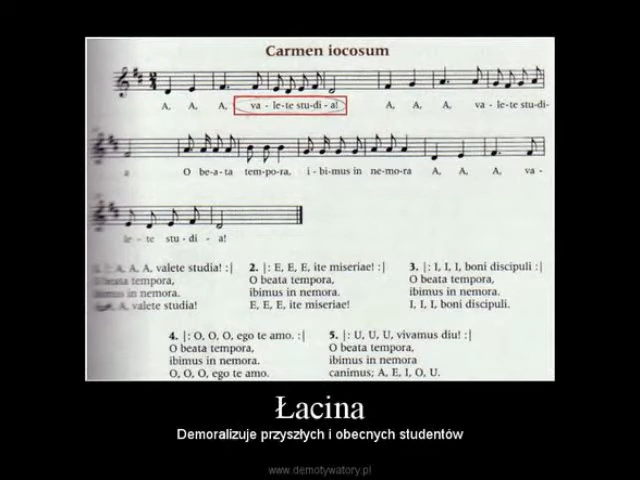 Carmen iocosum
A, A, A, va - le-te stu-di - a! A, A, A, va - le-te stu-di-
a O be-a-ta tem-pora, i-bi-mus in ne-mo-ra A, A, A, va-
le - te stu - di - a!
1. |: A, A, A, valete studia! :|
O beata tempora,
ibimus in nemora.
A, A, A, valete studia!
2. |: E, E, E, ite miseriae! :|
O beata tempora,
ibimus in nemora.
E, E, E, ite miseriae!
3. |: I, I, I, boni discipuli :|
O beata tempora,
ibimus in nemora.
I, I, I, boni discipuli.
4. |: O, O, O, ego te amo. :|
O beata tempora,
ibimus in nemora.
O, O, O, ego te amo.
5. |: U, U, U, vivamus diu! :|
O beata tempora,
ibimus in nemora
canimus; A, E, I, O, U.
Łacina
Demoralizuje przyszłych i obecnych studentów
www.demotywatory.pl